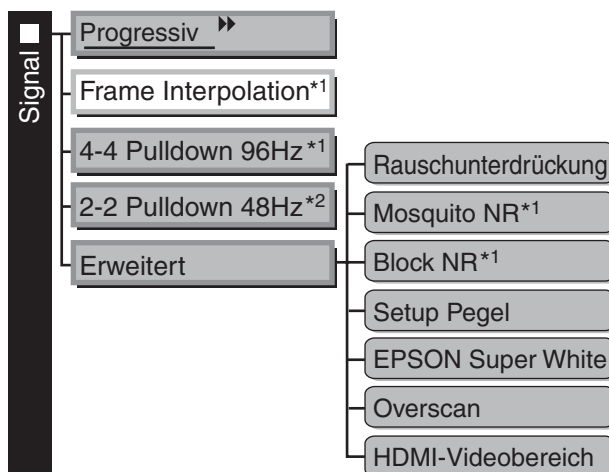 Signal
Progressiv
Frame Interpolation*1
4-4 Pulldown 96Hz*1
2-2 Pulldown 48Hz*2
Erweitert
Rauschunterdrückung
Mosquito NR*1
Block NR*1
Setup Pegel
EPSON Super White
Overscan
HDMI-Videobereich